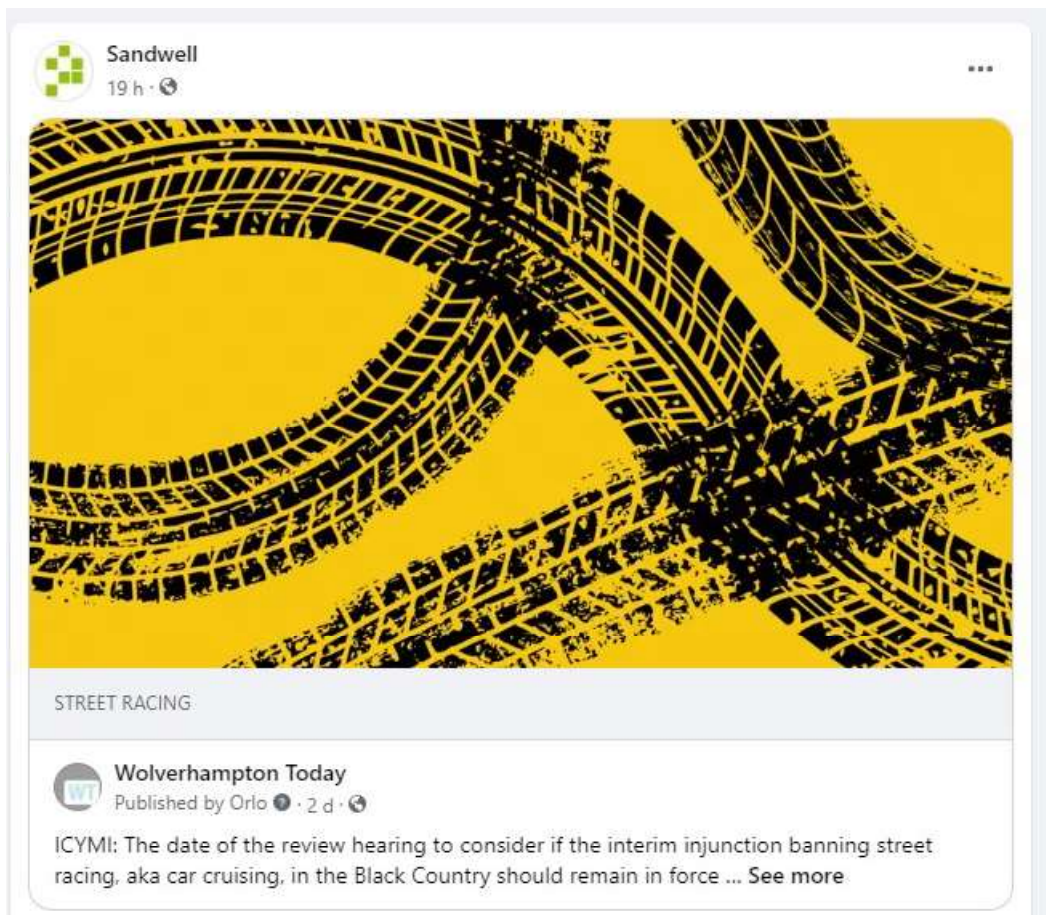 Sandwell
19 h ·
STREET RACING
WT
Wolverhampton Today
Published by Orlo · 2 d ·
ICYMI: The date of the review hearing to consider if the interim injunction banning street
racing, aka car cruising, in the Black Country should remain in force ... See more